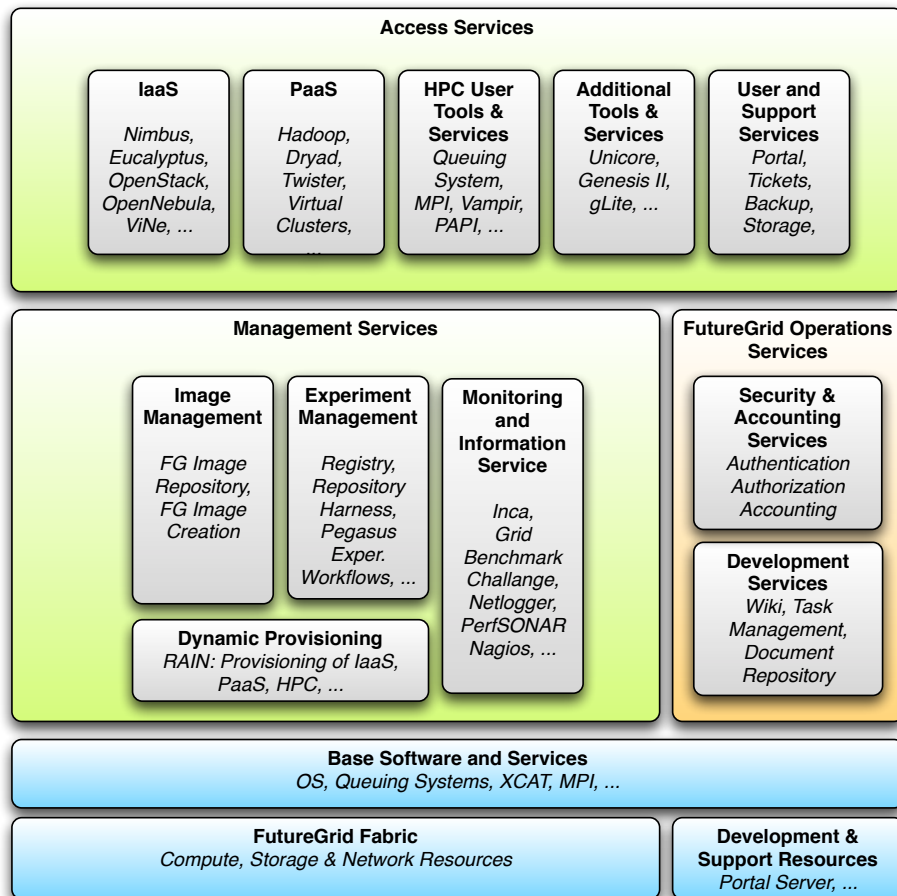 Access Services
IaaS
Nimbus,
Eucalyptus,
OpenStack,
OpenNebula,
ViNe, ...
PaaS
Hadoop,
Dryad,
Twister,
Virtual
Clusters,
...
HPC User
Tools &
Services
Queuing
System,
MPI, Vampir,
PAPI, ...
Additional
Tools &
Services
Unicore,
Genesis II,
gLite, ...
User and
Support
Services
Portal,
Tickets,
Backup,
Storage,
Management Services
Image
Management
FG Image
Repository,
FG Image
Creation
Experiment
Management
Registry,
Repository
Harness,
Pegasus
Exper.
Workflows, ...
Monitoring
and
Information
Service
Inca,
Grid
Benchmark
Challange,
Netlogger,
PerfSONAR
Nagios, ...
Dynamic Provisioning
RAIN: Provisioning of IaaS,
PaaS, HPC, ...
FutureGrid Operations
Services
Security &
Accounting
Services
Authentication
Authorization
Accounting
Development
Services
Wiki, Task
Management,
Document
Repository
Base Software and Services
OS, Queuing Systems, XCAT, MPI, ...
FutureGrid Fabric
Compute, Storage & Network Resources
Development &
Support Resources
Portal Server, ...